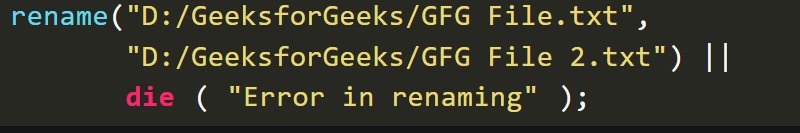 rename("D:/GeeksforGeeks/GFG File.txt",
"D:/GeeksforGeeks/GFG File 2.txt") ||
die ( "Error in renaming" );